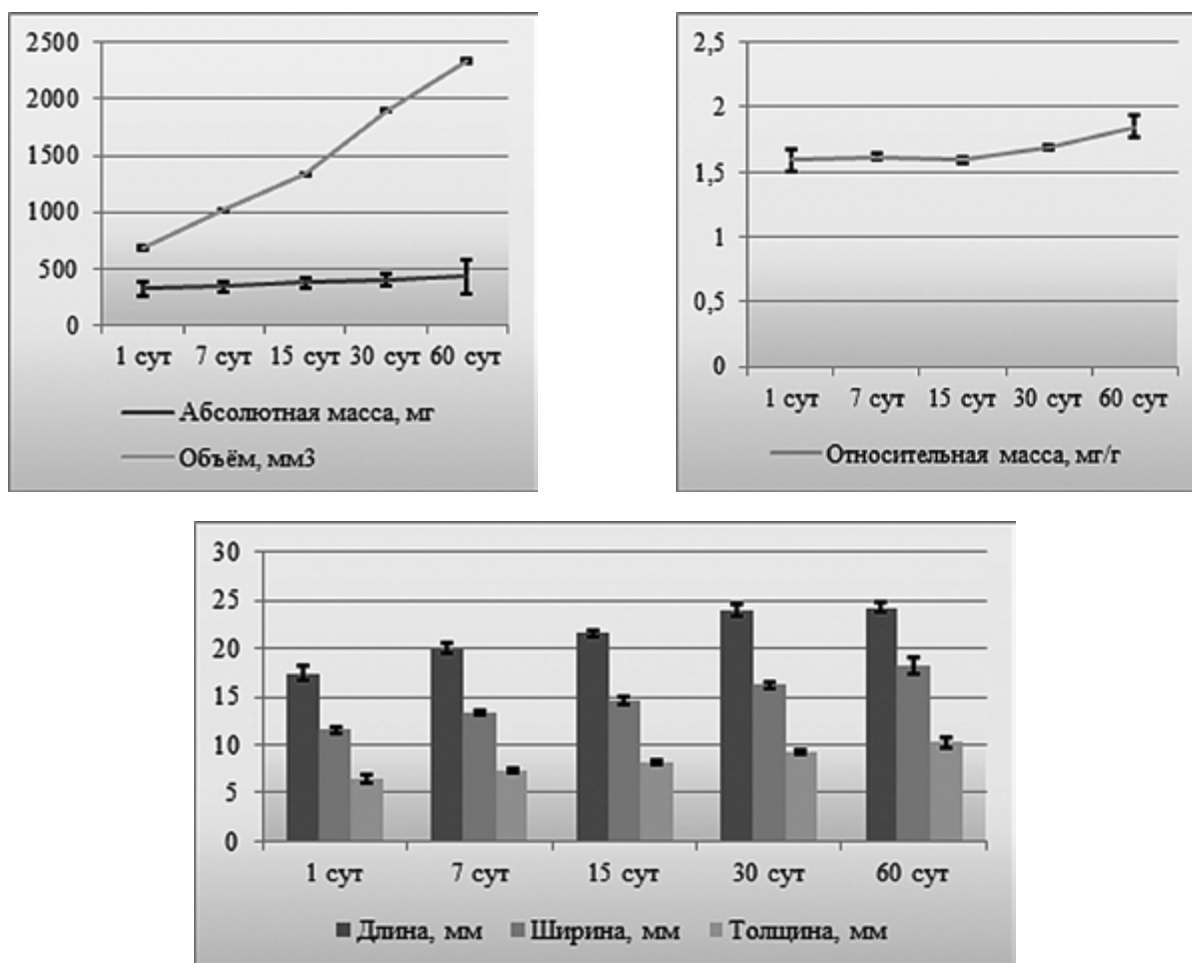 2500
2000
1500
1000
500
0
1 сут 7 сут 15 сут 30 сут 60 сут
Абсолютная масса, мг
Объём, мм3
2,5
2
1,5
1
0,5
0
1 сут 7 сут 15 сут 30 сут 60 сут
Относительная масса, мг/г
30
25
20
15
10
5
0
1 сут 7 сут 15 сут 30 сут 60 сут
Длина, мм Ширина, мм Толщина, мм